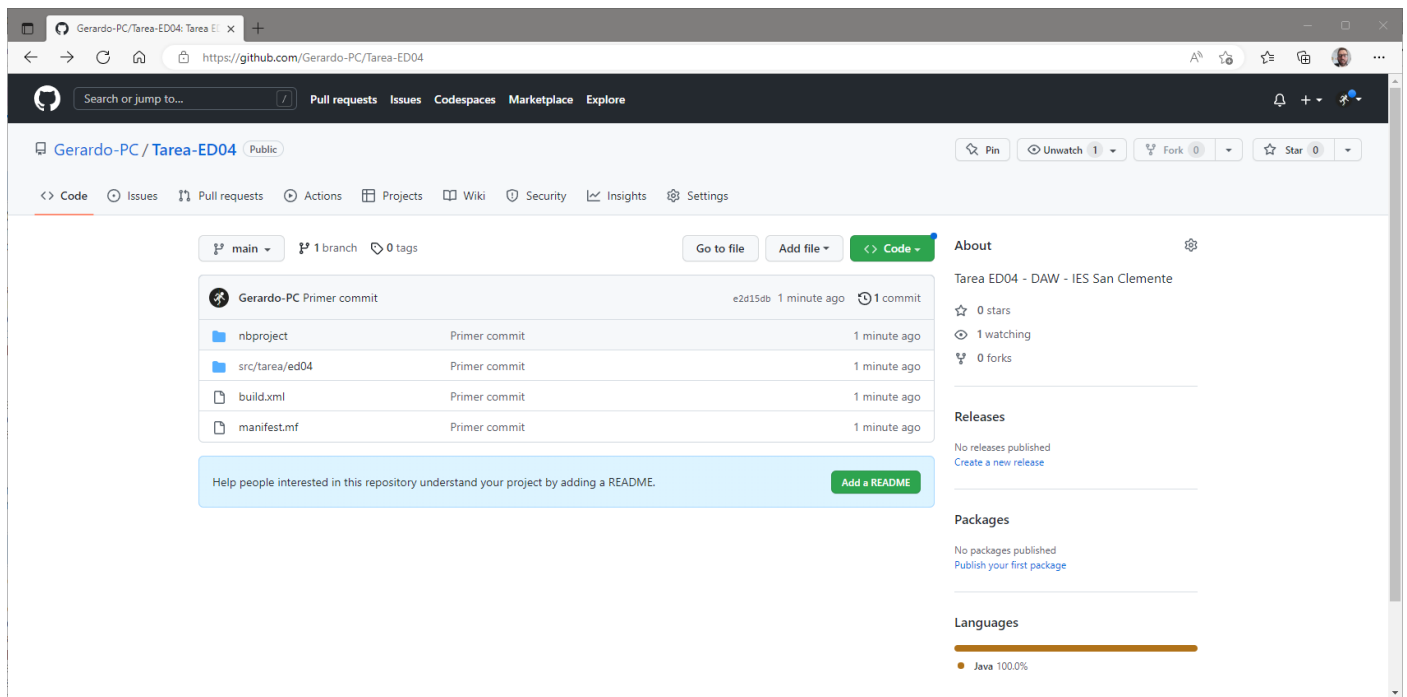 Gerardo-PC/Tarea-ED04: Tarea E
https://github.com/Gerardo-PC/Tarea-ED04
Search or jump to... / Pull requests Issues Codespaces Marketplace Explore
Gerardo-PC / Tarea-ED04 Public Pin Unwatch 1 Fork 0 Star 0
<> Code Issues Pull requests Actions Projects Wiki Security Insights Settings
main 1 branch 0 tags Go to file Add file <> Code
Gerardo-PC Primer commit e2d15db 1 minute ago 1 commit
nbproject Primer commit 1 minute ago
src/tarea/ed04 Primer commit 1 minute ago
build.xml Primer commit 1 minute ago
manifest.mf Primer commit 1 minute ago
Help people interested in this repository understand your project by adding a README. Add a README
About
Tarea ED04 - DAW - IES San Clemente
0 stars
1 watching
0 forks
Releases
No releases published
Create a new release
Packages
No packages published
Publish your first package
Languages
Java 100.0%